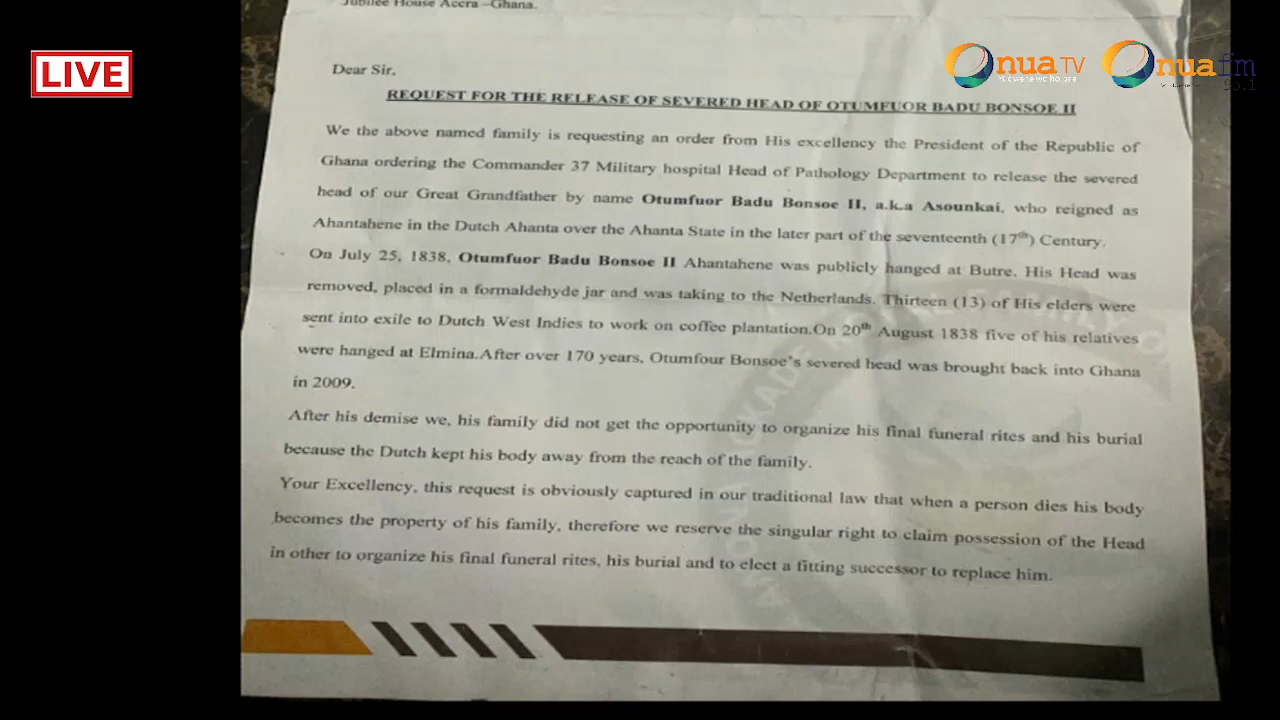 Jubilee House Accra –Ghana.
LIVE
Onua TV
Onua fm
95.1
Dear Sir,
REQUEST FOR THE RELEASE OF SEVERED HEAD OF OTUMFUOR BADU BONSOE II
We the above named family is requesting an order from His excellency the President of the Republic of
Ghana ordering the Commander 37 Military hospital Head of Pathology Department to release the severed
head of our Great Grandfather by name Otumfuor Badu Bonsoe II, a.k.a Asounkai, who reigned as
Ahantahene in the Dutch Ahanta over the Ahanta State in the later part of the seventeenth (17th) Century.
On July 25, 1838, Otumfuor Badu Bonsoe II Ahantahene was publicly hanged at Butre. His Head was
removed, placed in a formaldehyde jar and was taking to the Netherlands. Thirteen (13) of His elders were
sent into exile to Dutch West Indies to work on coffee plantation.On 20th August 1838 five of his relatives
were hanged at Elmina.After over 170 years, Otumfour Bonsoe's severed head was brought back into Ghana
in 2009.
After his demise we, his family did not get the opportunity to organize his final funeral rites and his burial
because the Dutch kept his body away from the reach of the family.
Your Excellency, this request is obviously captured in our traditional law that when a person dies his body
becomes the property of his family, therefore we reserve the singular right to claim possession of the Head
in other to organize his final funeral rites, his burial and to elect a fitting successor to replace him.